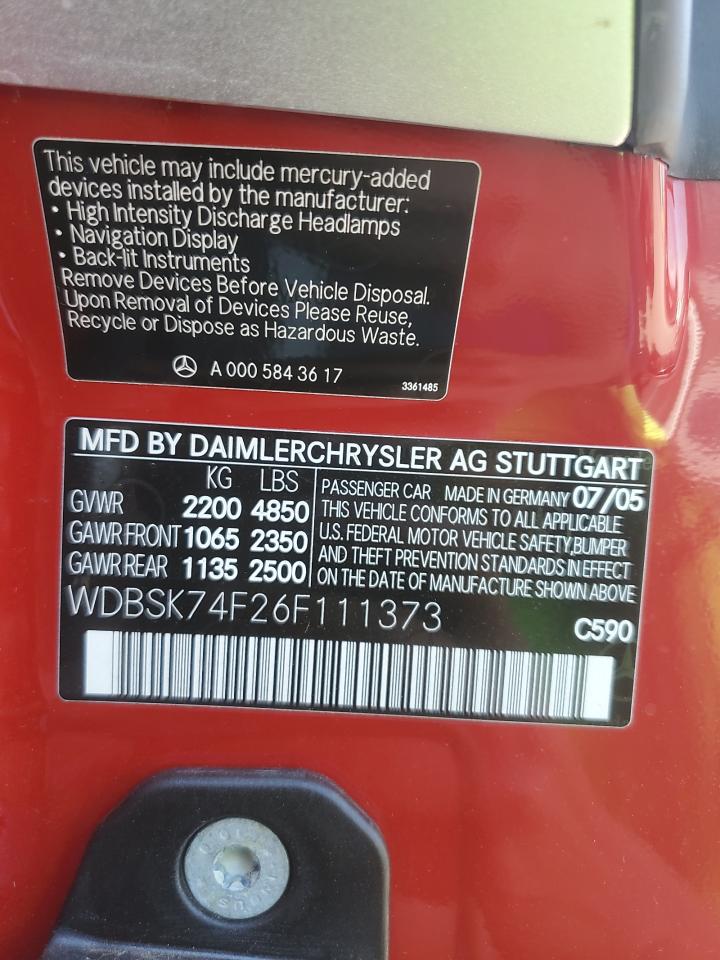 This vehicle may include mercury-added
devices installed by the manufacturer:
• High Intensity Discharge Headlamps
• Navigation Display
• Back-lit Instruments
Remove Devices Before Vehicle Disposal.
Upon Removal of Devices Please Reuse,
Recycle or Dispose as Hazardous Waste.
A 000 584 36 17
3361485
MFD BY DAIMLERCHRYSLER AG STUTTGART
KG LBS
GVWR 2200 4850
GAWR FRONT 1065 2350
GAWR REAR 1135 2500
PASSENGER CAR MADE IN GERMANY 07/05
THIS VEHICLE CONFORMS TO ALL APPLICABLE
U.S. FEDERAL MOTOR VEHICLE SAFETY,BUMPER
AND THEFT PREVENTION STANDARDS IN EFFECT
ON THE DATE OF MANUFACTURE SHOWN ABOVE
WDBSK74F26F111373
C590